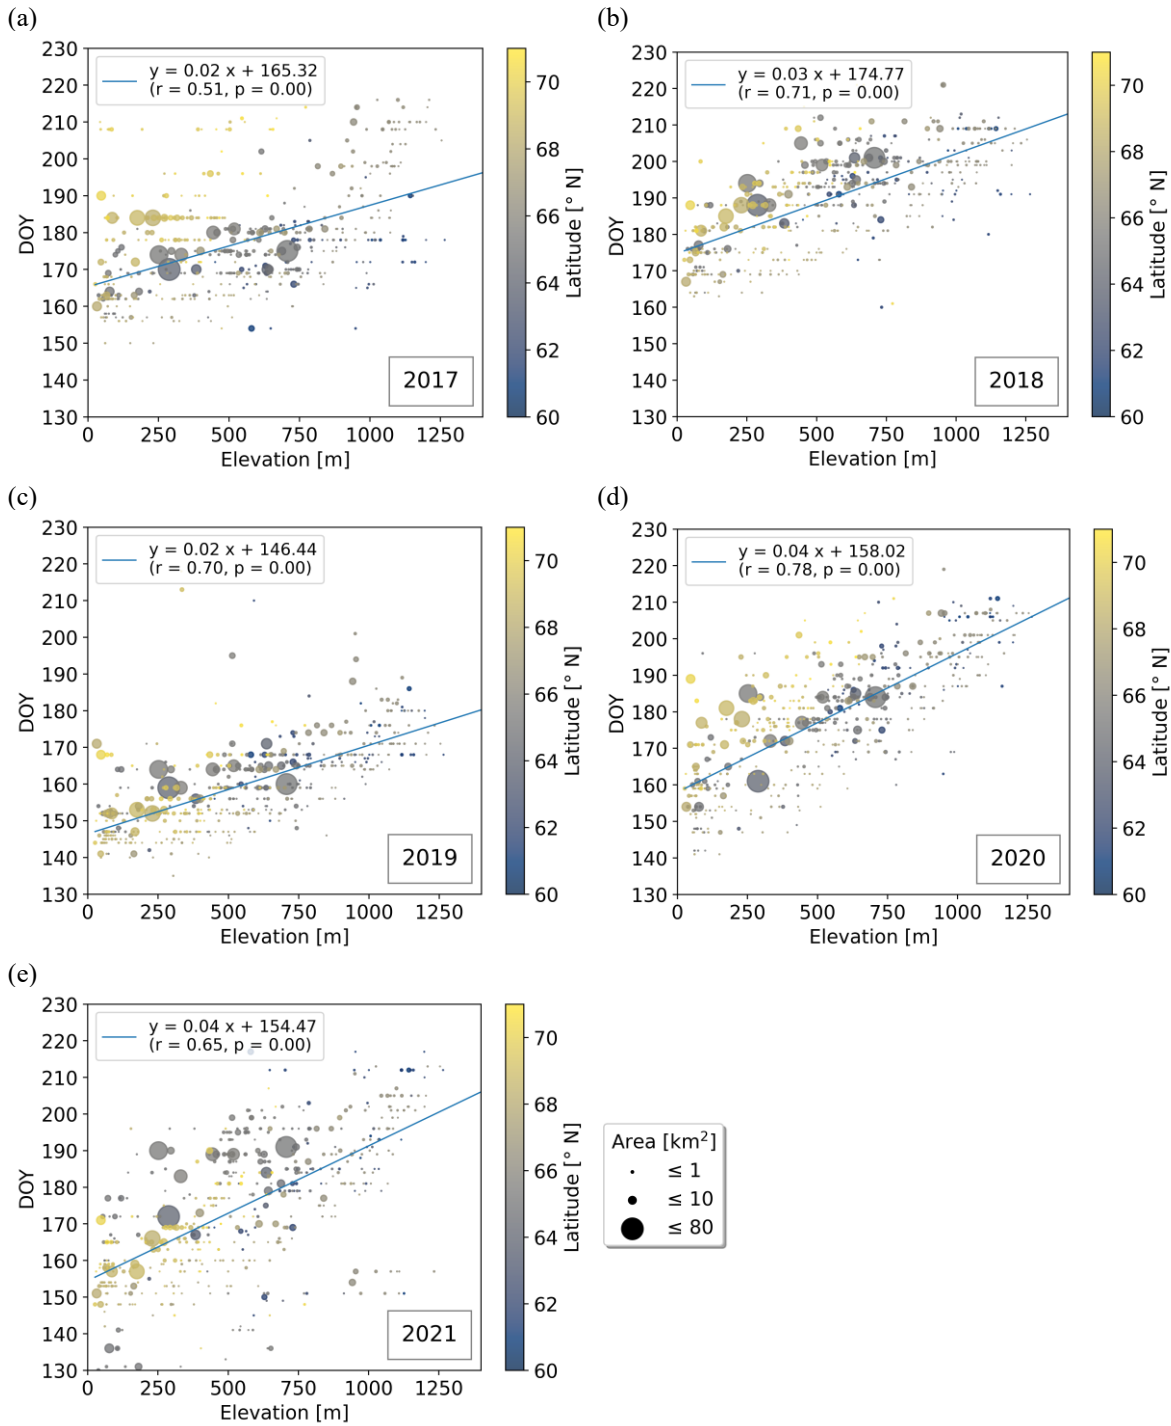 (a)
230
220
210
200
190
180
170
160
150
140
130
DOY
y = 0.02 x + 165.32
(r = 0.51, p = 0.00)
2017
0 250 500 750 1000 1250
Elevation [m]
70
68
66
64
62
60
Latitude [° N]
(b)
230
220
210
200
190
180
170
160
150
140
130
DOY
y = 0.03 x + 174.77
(r = 0.71, p = 0.00)
2018
0 250 500 750 1000 1250
Elevation [m]
70
68
66
64
62
60
Latitude [° N]
(c)
230
220
210
200
190
180
170
160
150
140
130
DOY
y = 0.02 x + 146.44
(r = 0.70, p = 0.00)
2019
0 250 500 750 1000 1250
Elevation [m]
70
68
66
64
62
60
Latitude [° N]
(d)
230
220
210
200
190
180
170
160
150
140
130
DOY
y = 0.04 x + 158.02
(r = 0.78, p = 0.00)
2020
0 250 500 750 1000 1250
Elevation [m]
70
68
66
64
62
60
Latitude [° N]
(e)
230
220
210
200
190
180
170
160
150
140
130
DOY
y = 0.04 x + 154.47
(r = 0.65, p = 0.00)
2021
0 250 500 750 1000 1250
Elevation [m]
70
68
66
64
62
60
Latitude [° N]
Area [km²]
≤ 1
≤ 10
≤ 80